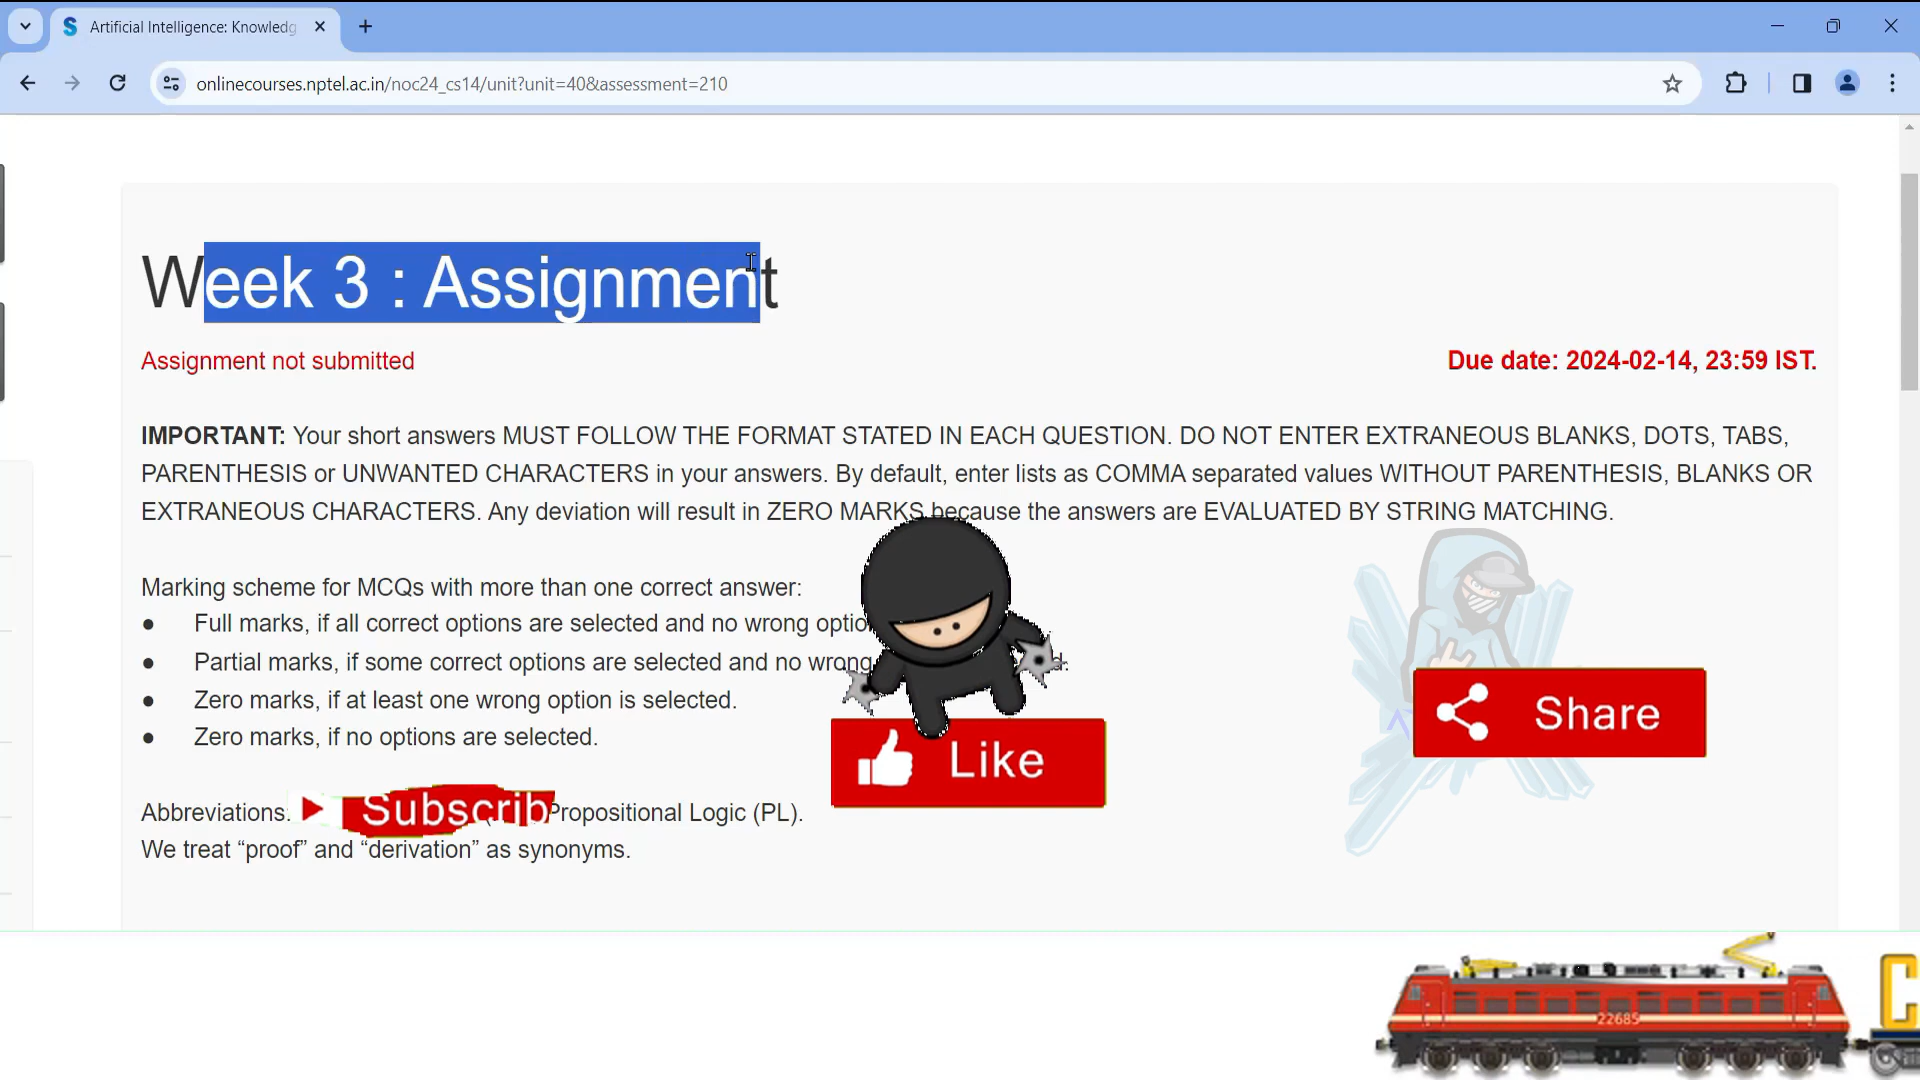 Artificial Intelligence: Knowledg
onlinecourses.nptel.ac.in/noc24_cs14/unit?unit=40&assessment=210
Week 3 : Assignment
Assignment not submitted
Due date: 2024-02-14, 23:59 IST.
IMPORTANT: Your short answers MUST FOLLOW THE FORMAT STATED IN EACH QUESTION. DO NOT ENTER EXTRANEOUS BLANKS, DOTS, TABS,
PARENTHESIS or UNWANTED CHARACTERS in your answers. By default, enter lists as COMMA separated values WITHOUT PARENTHESIS, BLANKS OR
EXTRANEOUS CHARACTERS. Any deviation will result in ZERO MARKS because the answers are EVALUATED BY STRING MATCHING.
Marking scheme for MCQs with more than one correct answer:
● Full marks, if all correct options are selected and no wrong optio
● Partial marks, if some correct options are selected and no wrong
● Zero marks, if at least one wrong option is selected.
● Zero marks, if no options are selected.
Like
Share
Abbreviations: Subscrib Propositional Logic (PL).
We treat “proof” and “derivation” as synonyms.
22685
C